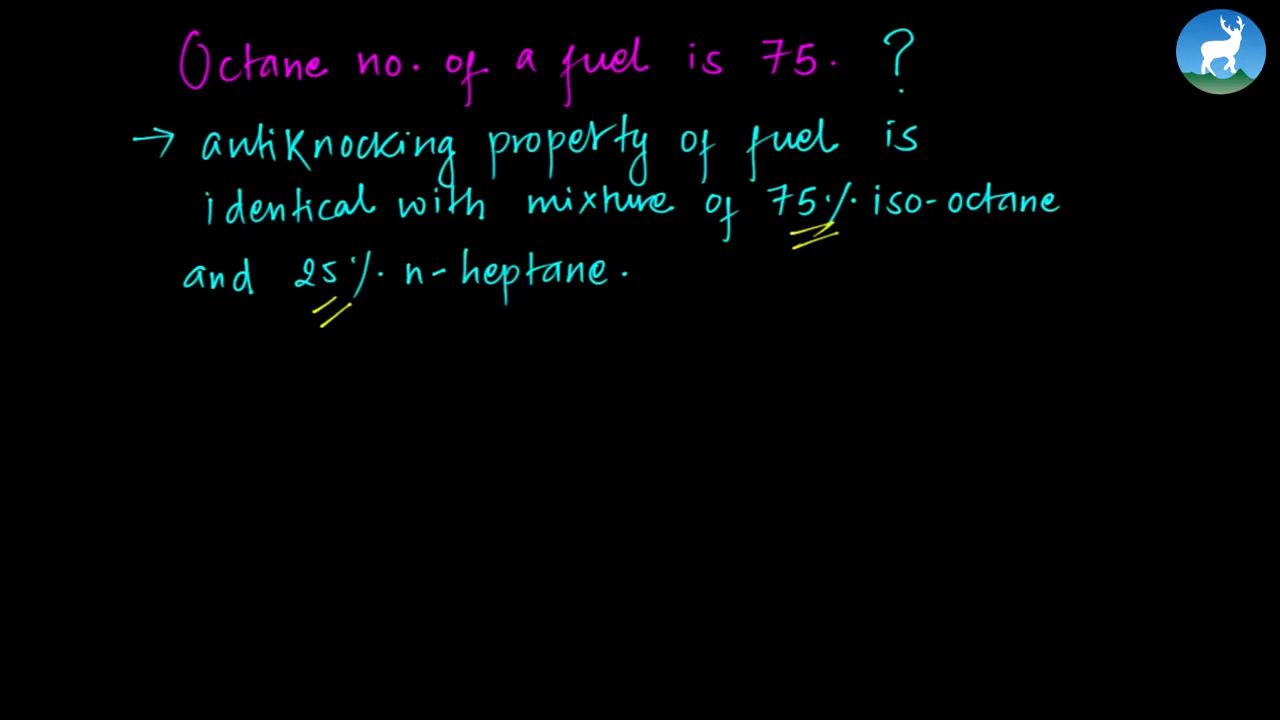 Octane no. of a fuel is 75. ?
→ antiknocking property of fuel is
identical with mixture of 75% iso-octane
and 25% n-heptane.